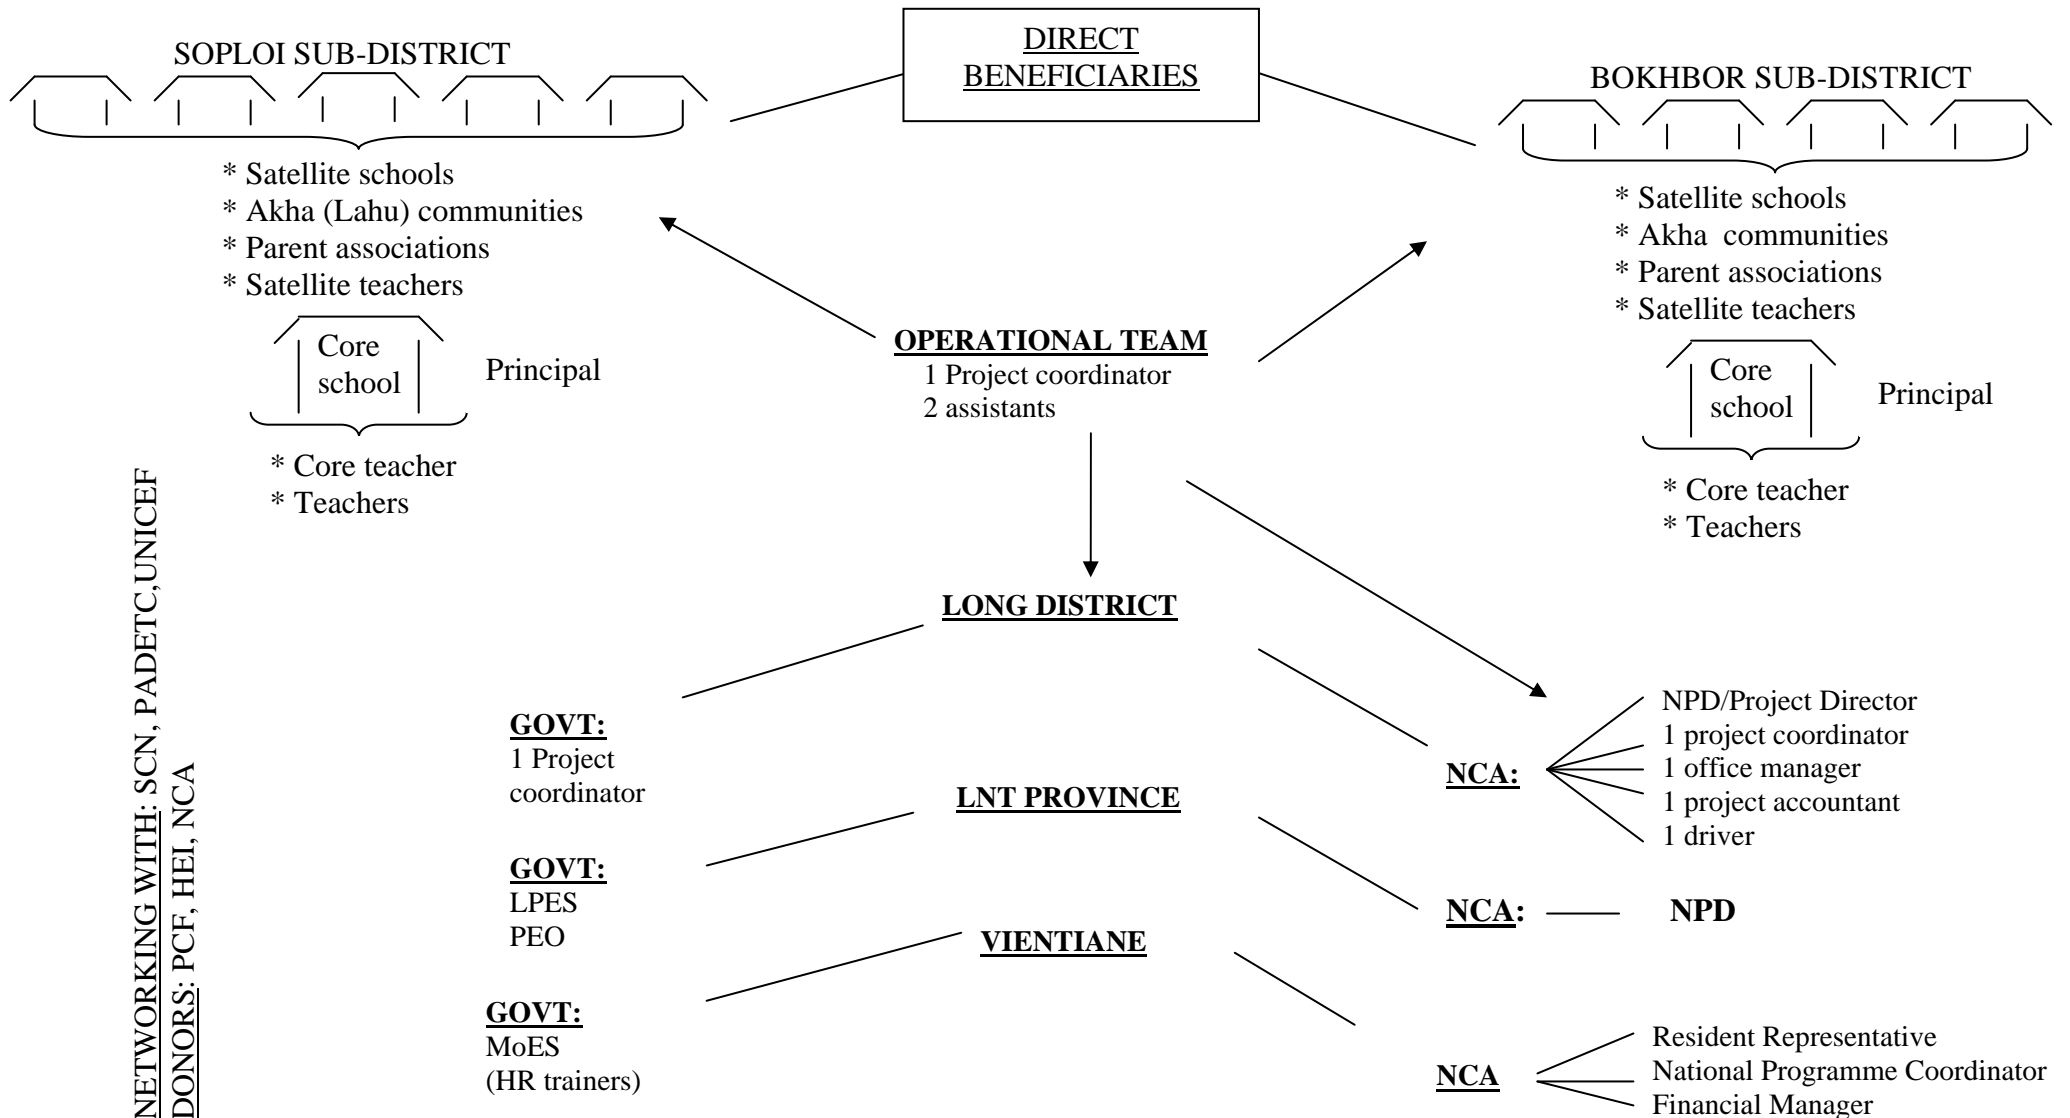 SOPLOI SUB-DISTRICT
DIRECT
BENEFICIARIES
BOKHBOR SUB-DISTRICT
* Satellite schools
* Akha (Lahu) communities
* Parent associations
* Satellite teachers
Core
school
Principal
* Core teacher
* Teachers
* Satellite schools
* Akha  communities
* Parent associations
* Satellite teachers
Core
school
Principal
* Core teacher
* Teachers
OPERATIONAL TEAM
1 Project coordinator
2 assistants
LONG DISTRICT
GOVT:
1 Project
coordinator
NCA:
NPD/Project Director
1 project coordinator
1 office manager
1 project accountant
1 driver
LNT PROVINCE
GOVT:
LPES
PEO
NCA:
NPD
VIENTIANE
GOVT:
MoES
(HR trainers)
NCA
Resident Representative
National Programme Coordinator
Financial Manager
NETWORKING WITH: SCN, PADETC,UNICEF
DONORS: PCF, HEI, NCA